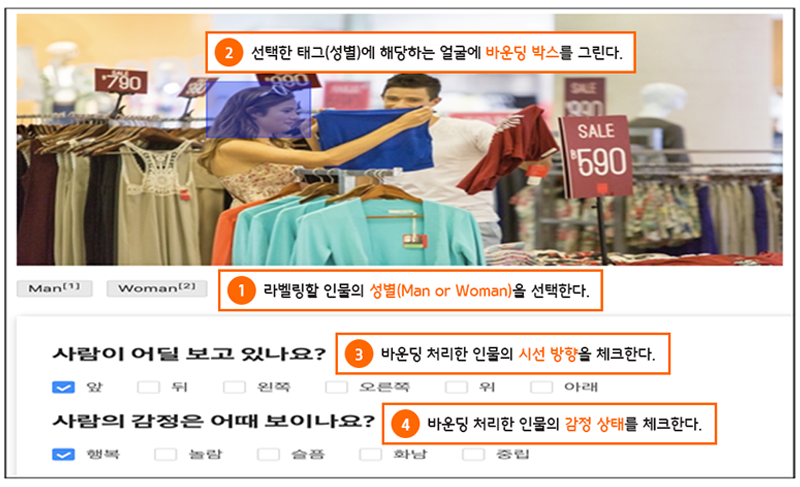 2 선택한 태그(성별)에 해당하는 얼굴에 바운딩 박스를 그린다.
SALE
790
SALE
990
SALE
฿590
Man[1] Woman[2]
1 라벨링할 인물의 성별(Man or Woman)을 선택한다.
사람이 어딜 보고 있나요?
3 바운딩 처리한 인물의 시선 방향을 체크한다.
앞 뒤 왼쪽 오른쪽 위 아래
사람의 감정은 어때 보이나요?
4 바운딩 처리한 인물의 감정 상태를 체크한다.
행복 놀람 슬픔 화남 중립